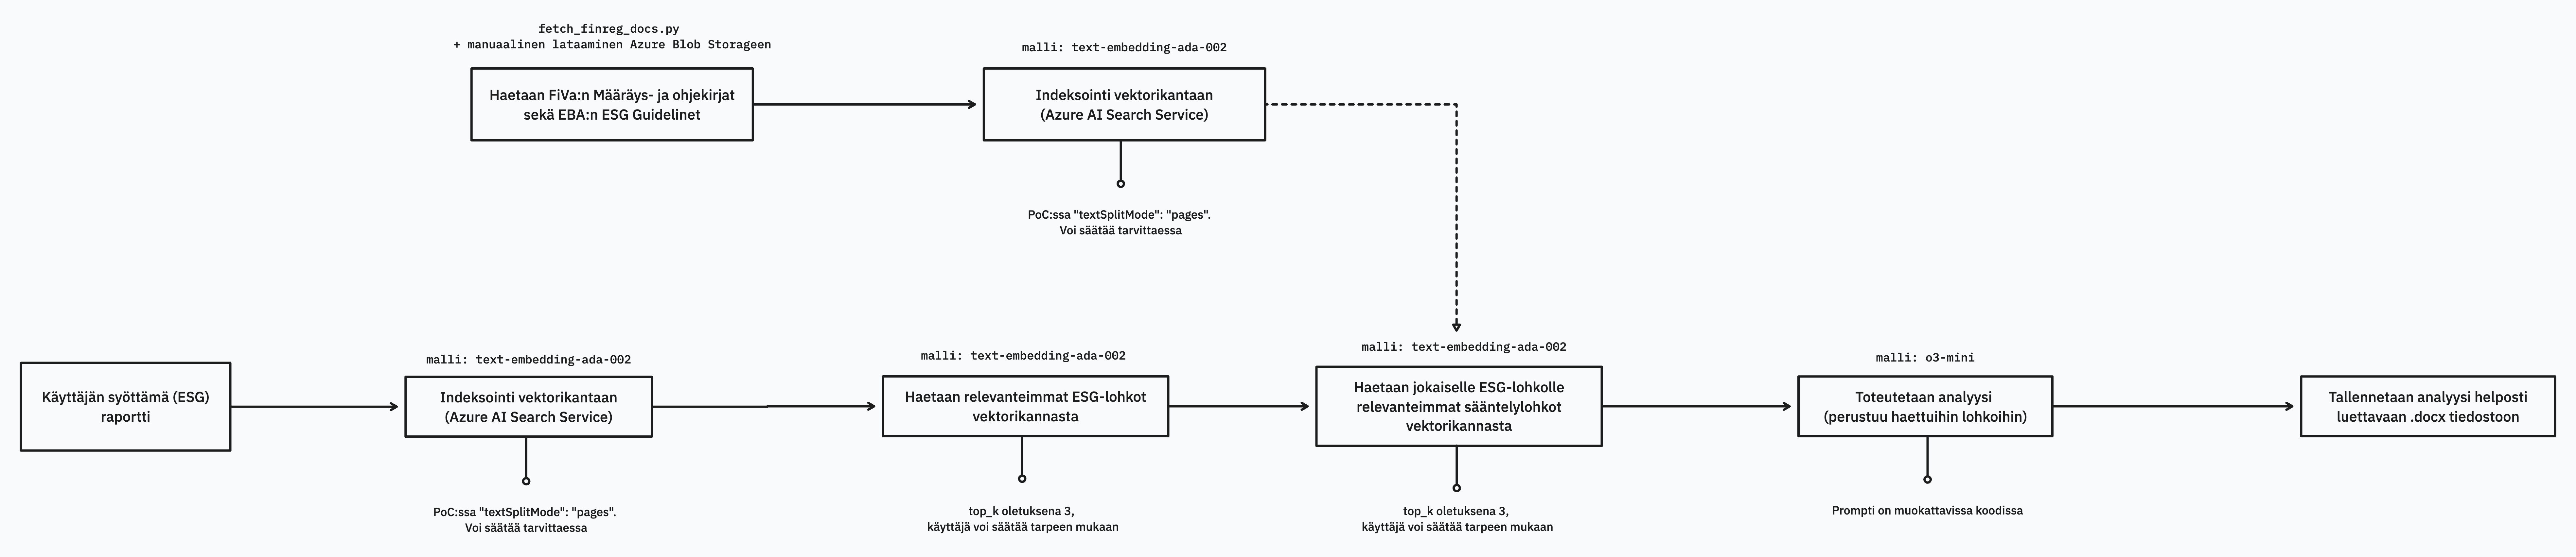 fetch_finreg_docs.py
+ manuaalinen lataaminen Azure Blob Storageen
Haetaan FiVa:n Määräys- ja ohjekirjat
sekä EBA:n ESG Guidelinet
malli: text-embedding-ada-002
Indeksointi vektorikantaan
(Azure AI Search Service)
PoC:ssa "textSplitMode": "pages".
Voi säätää tarvittaessa
Käyttäjän syöttämä (ESG)
raportti
malli: text-embedding-ada-002
Indeksointi vektorikantaan
(Azure AI Search Service)
PoC:ssa "textSplitMode": "pages".
Voi säätää tarvittaessa
malli: text-embedding-ada-002
Haetaan relevanteimmat ESG-lohkot
vektorikannasta
top_k oletuksena 3,
käyttäjä voi säätää tarpeen mukaan
malli: text-embedding-ada-002
Haetaan jokaiselle ESG-lohkolle
relevanteimmat sääntelylohkot
vektorikannasta
top_k oletuksena 3,
käyttäjä voi säätää tarpeen mukaan
malli: o3-mini
Toteutetaan analyysi
(perustuu haettuihin lohkoihin)
Prompti on muokattavissa koodissa
Tallennetaan analyysi helposti
luettavaan .docx tiedostoon